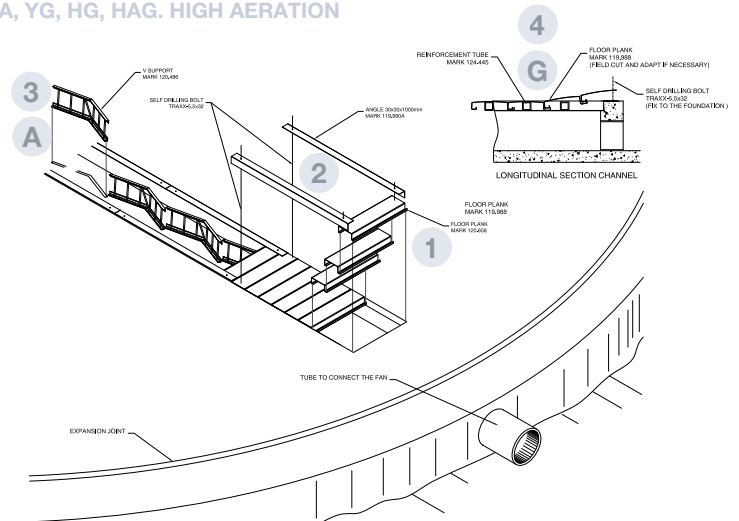 A, YG, HG, HAG. HIGH AERATION
4
REINFORCEMENT TUBE
MARK 124.445
FLOOR PLANK
MARK 119.988
(FIELD CUT AND ADAPT IF NECESSARY)
G
SELF DRILLING BOLT
TRAXX-5,5x32
(FIX TO THE FOUNDATION )
LONGITUDINAL SECTION CHANNEL
V SUPPORT
MARK 120.486
3
A
SELF DRILLING BOLT
TRAXX-5,5x32
ANGLE 30x30x1000mm
MARK 119.990A
2
FLOOR PLANK
MARK 119.988
FLOOR PLANK
MARK 120.658
1
TUBE TO CONNECT THE FAN
EXPANSION JOINT